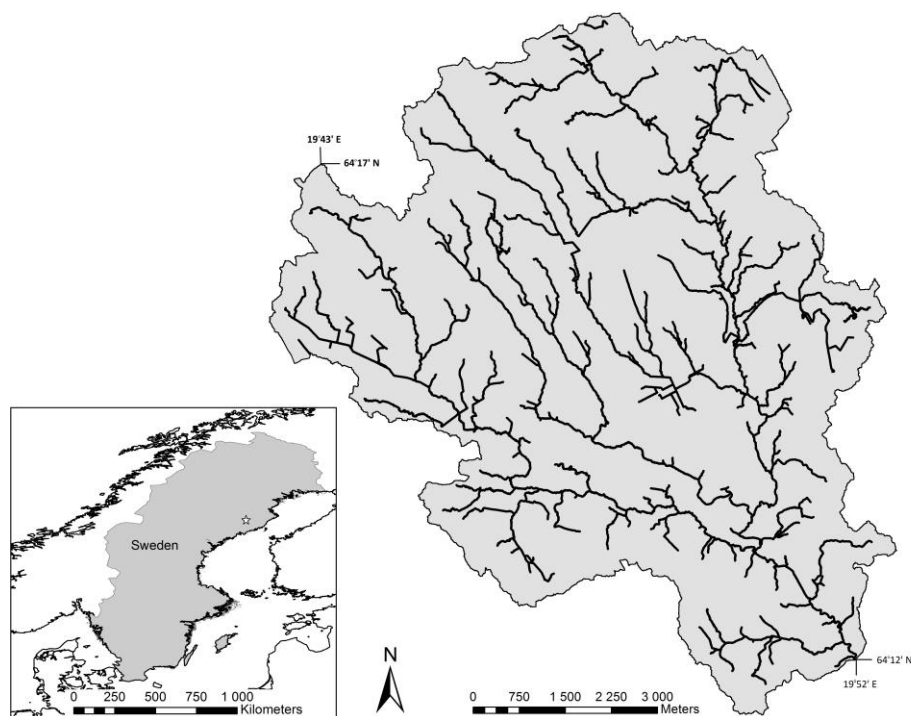 19°43' E
64°17' N
Sweden
N
64°12' N
19°52' E
0 250 500 750 1 000
Kilometers
0 750 1 500 2 250 3 000
Meters